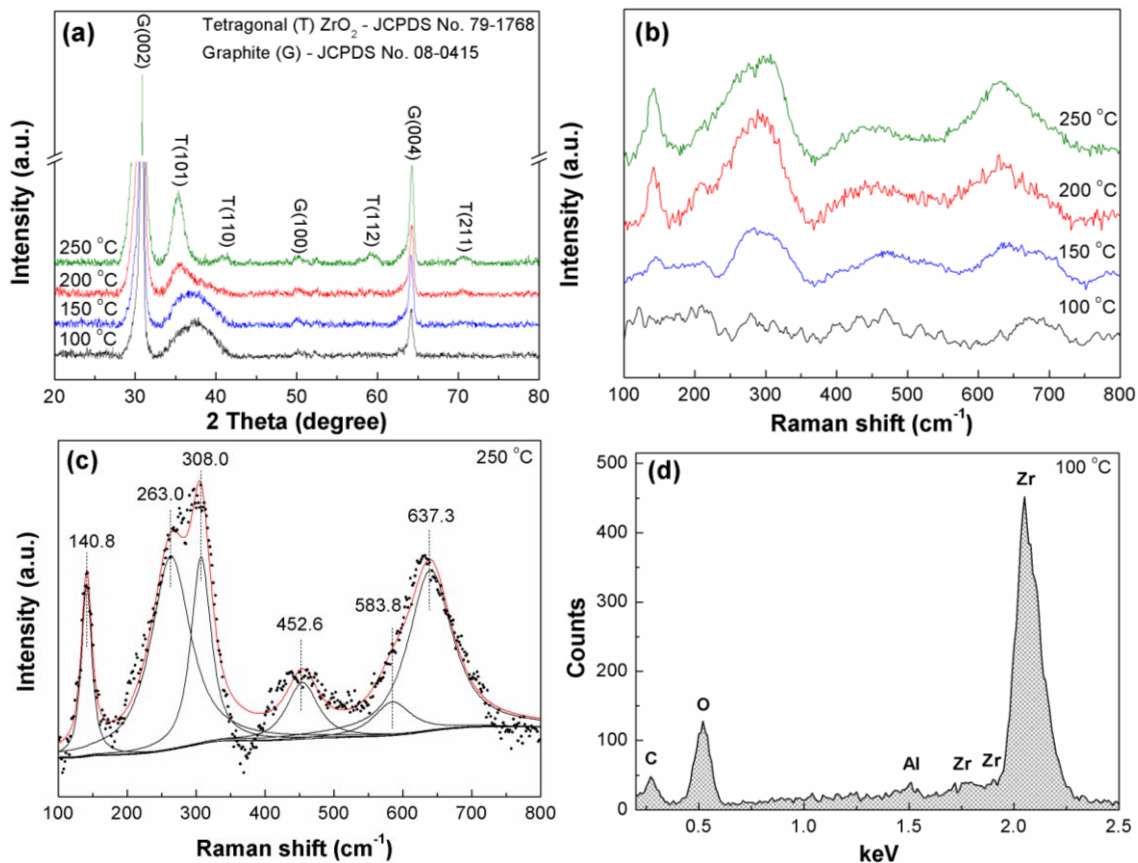 (a)
Tetragonal (T) ZrO₂ - JCPDS No. 79-1768
Graphite (G) - JCPDS No. 08-0415
G(002)
T(101)
T(110)
G(100)
T(112)
G(004)
T(211)
250 °C
200 °C
150 °C
100 °C
Intensity (a.u.)
20 30 40 50 60 70 80
2 Theta (degree)
(b)
250 °C
200 °C
150 °C
100 °C
Intensity (a.u.)
100 200 300 400 500 600 700 800
Raman shift (cm⁻¹)
(c)
250 °C
140.8
263.0
308.0
452.6
583.8
637.3
Intensity (a.u.)
100 200 300 400 500 600 700 800
Raman shift (cm⁻¹)
(d)
100 °C
500
400
300
200
100
0
Counts
C
O
Al
Zr
Zr
Zr
0.5 1.0 1.5 2.0 2.5
keV